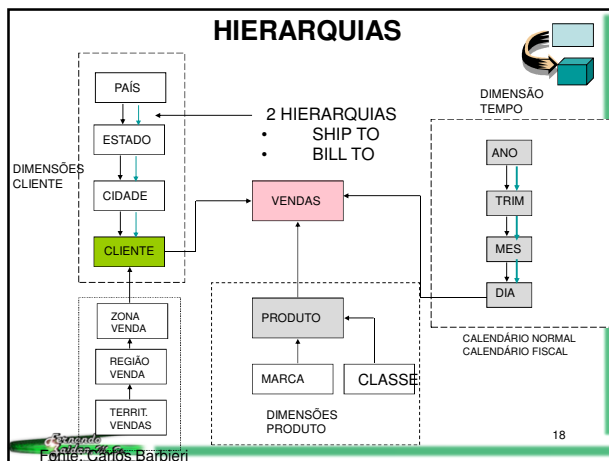 HIERARQUIAS
PAÍS
ESTADO
DIMENSÕES
CLIENTE
CIDADE
CLIENTE
2 HIERARQUIAS
• SHIP TO
• BILL TO
VENDAS
DIMENSÃO
TEMPO
ANO
TRIM
MES
DIA
CALENDÁRIO NORMAL
CALENDÁRIO FISCAL
ZONA
VENDA
REGIÃO
VENDA
TERRIT.
VENDAS
PRODUTO
MARCA
CLASSE
DIMENSÕES
PRODUTO
18
Fernando
Fonte: Carlos Barbieri